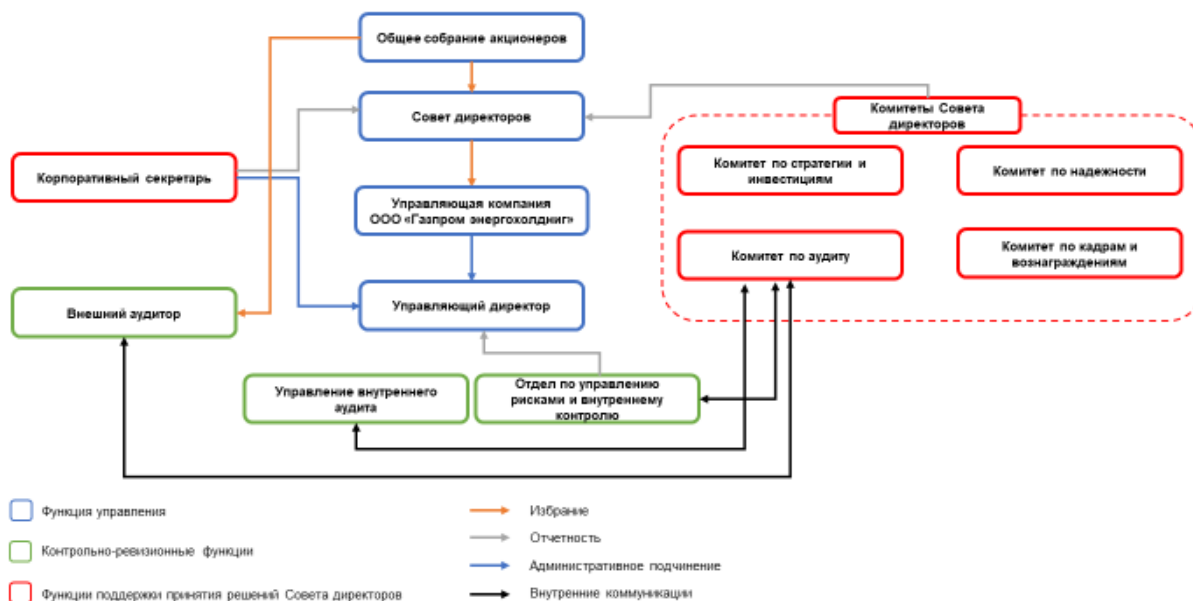 Общее собрание акционеров
Совет директоров
Комитеты Совета
директоров
Корпоративный секретарь
Комитет по стратегии и
инвестициям
Комитет по надежности
Управляющая компания
ООО «Газпром энергохолдниг»
Комитет по аудиту
Комитет по кадрам и
вознаграждениям
Внешний аудитор
Управляющий директор
Управление внутреннего
аудита
Отдел по управлению
рисками и внутреннему
контролю
Функция управления
Контрольно-ревизионные функции
Функции поддержки принятия решений Совета директоров
Избрание
Отчетность
Административное подчинение
Внутренние коммуникации